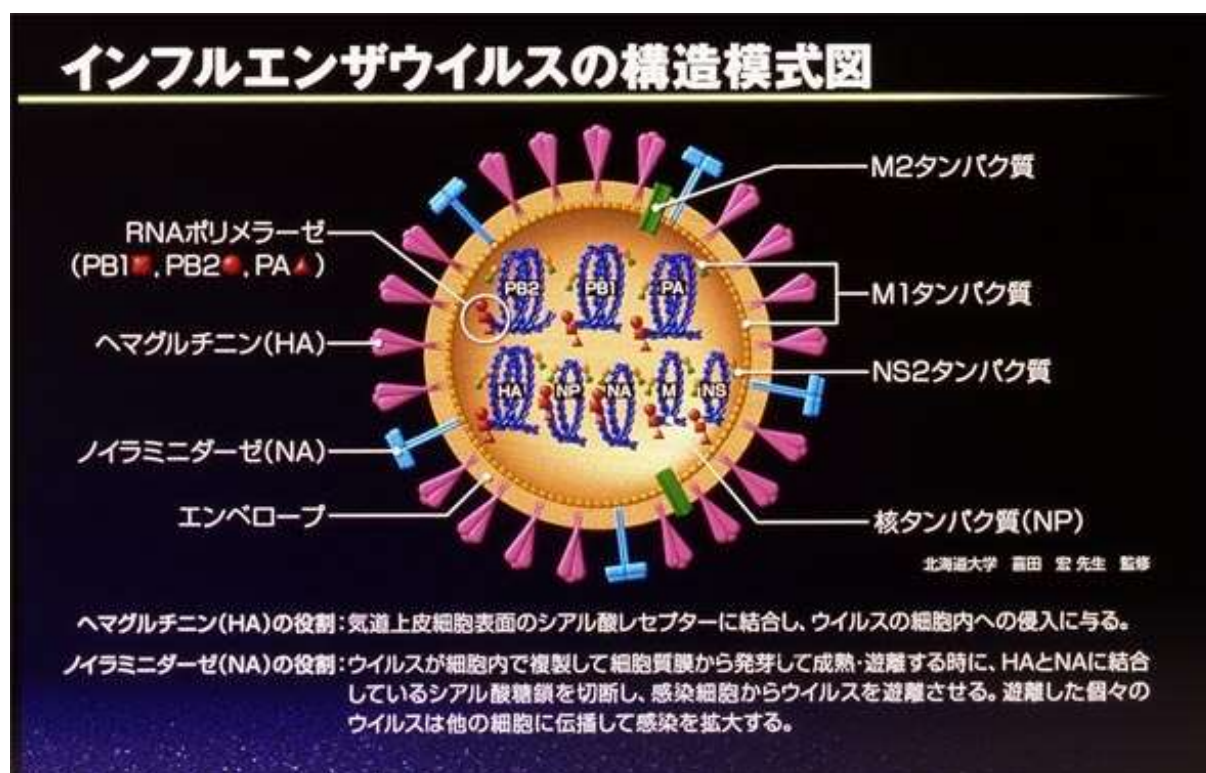 インフルエンザウイルスの構造模式図
M2タンパク質
RNAポリメラーゼ
(PB1■,PB2●,PA▲)
M1タンパク質
ヘマグルチニン(HA)
NS2タンパク質
ノイラミニダーゼ(NA)
エンベロープ
核タンパク質(NP)
PB2
PB1
PA
HA
NP
NA
M
NS
北海道大学 喜田 宏 先生 監修
ヘマグルチニン(HA)の役割:気道上皮細胞表面のシアル酸レセプターに結合し、ウイルスの細胞内への侵入に与る。
ノイラミニダーゼ(NA)の役割:ウイルスが細胞内で複製して細胞質膜から発芽して成熟・遊離する時に、HAとNAに結合
しているシアル酸糖鎖を切断し、感染細胞からウイルスを遊離させる。遊離した個々の
ウイルスは他の細胞に伝播して感染を拡大する。